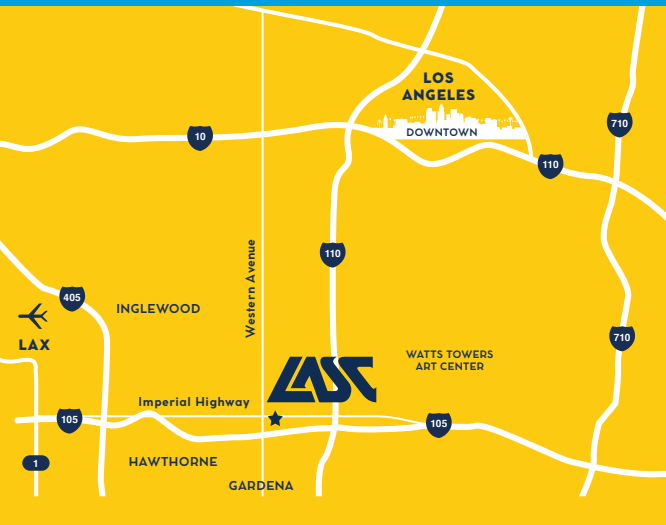 LOS
ANGELES
DOWNTOWN
710
10
110
110
Western Avenue
405
INGLEWOOD
LAX
710
WATTS TOWERS
ART CENTER
LASC
Imperial Highway
105
105
1
HAWTHORNE
GARDENA